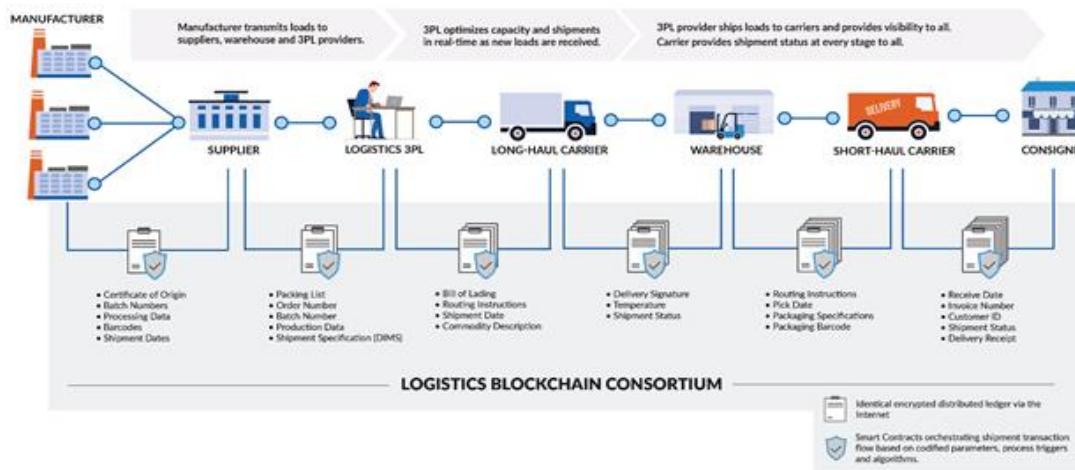 MANUFACTURER
Manufacturer transmits loads to
suppliers, warehouse and 3PL providers.
3PL optimizes capacity and shipments
in real-time as new loads are received.
3PL provider ships loads to carriers and provides visibility to all.
Carrier provides shipment status at every stage to all.
DELIVERY
SUPPLIER
LOGISTICS 3PL
LONG-HAUL CARRIER
WAREHOUSE
SHORT-HAUL CARRIER
CONSIGNE
• Certificate of Origin
• Batch Numbers
• Processing Data
• Barcodes
• Shipment Dates
• Packing List
• Order Number
• Batch Number
• Production Data
• Shipment Specification (DIMS)
• Bill of Lading
• Routing Instructions
• Shipment Date
• Commodity Description
• Delivery Signature
• Temperature
• Shipment Status
• Routing Instructions
• Pick Date
• Packaging Specifications
• Packaging Barcode
• Receive Date
• Invoice Number
• Customer ID
• Shipment Status
• Delivery Receipt
LOGISTICS BLOCKCHAIN CONSORTIUM
Identical encrypted distributed ledger via the
Internet
Smart Contracts orchestrating shipment transaction
flow based on codified parameters, process triggers
and algorithms.